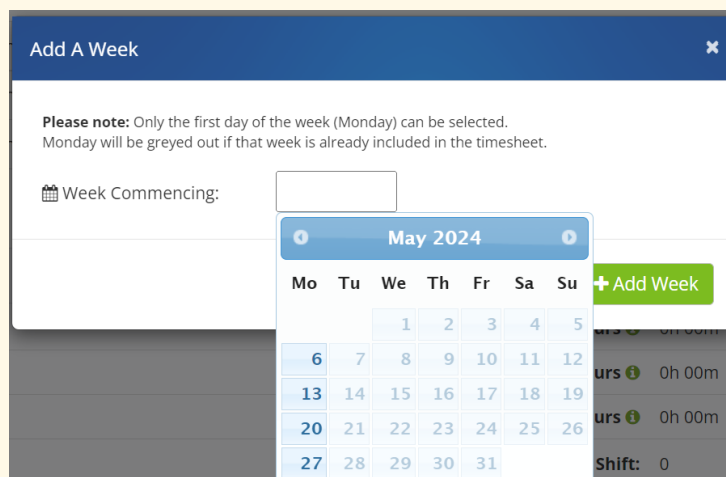 Add A Week ×
Please note: Only the first day of the week (Monday) can be selected.
Monday will be greyed out if that week is already included in the timesheet.
Week Commencing:
May 2024
Mo Tu We Th Fr Sa Su
+ Add Week
1 2 3 4 5
6 7 8 9 10 11 12
urs 0h 00m
13 14 15 16 17 18 19
20 21 22 23 24 25 26
urs 0h 00m
27 28 29 30 31
Shift: 0